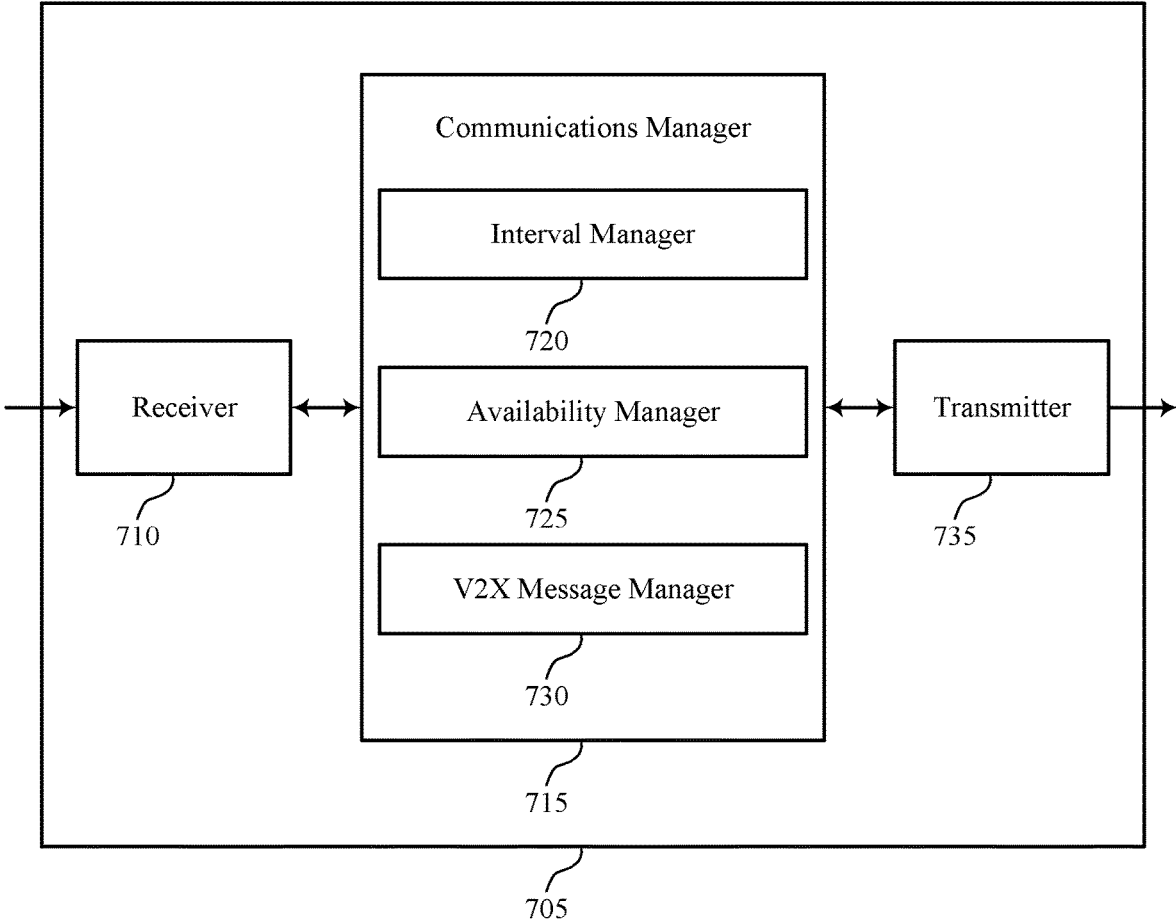 Communications Manager
Interval Manager
720
Receiver
Availability Manager
Transmitter
710
725
735
V2X Message Manager
730
715
705